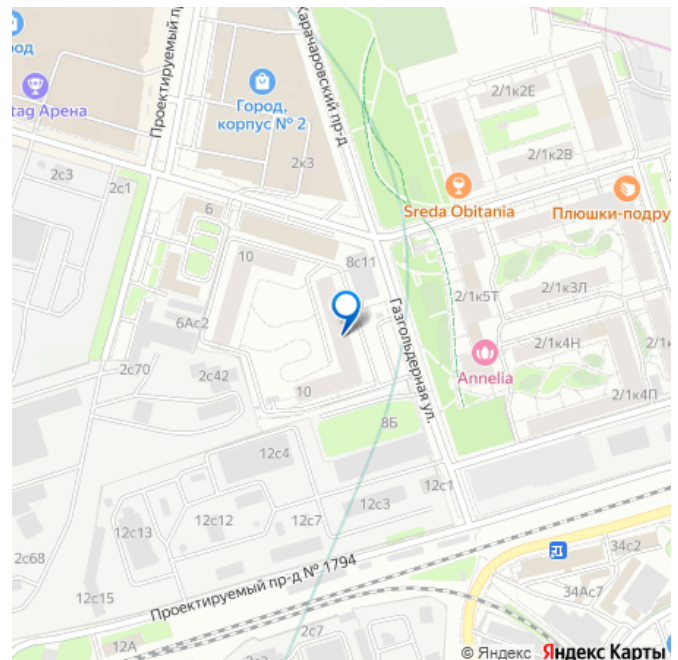 од
tag Арена
Проектируемый пр
Город,
корпус № 2
2к3
Карачаровский пр-д
2/1к2Е
2/1к2В
Sreda Obitania
Плюшки-подру
2с3
2с1
6
10
8с11
2/1к5Т
2/1к3Л
6Ас2
Газгольдерная ул.
2/1к4Н
2/1к
Annelia
2с70
2с42
10
2/1к4П
8Б
12с4
12с1
12с3
12с13
12с12
12с7
2с68
34с2
Проектируемый пр-д № 1794
34Ас7
12с15
12А
2с7
© Яндекс Яндекс Карты